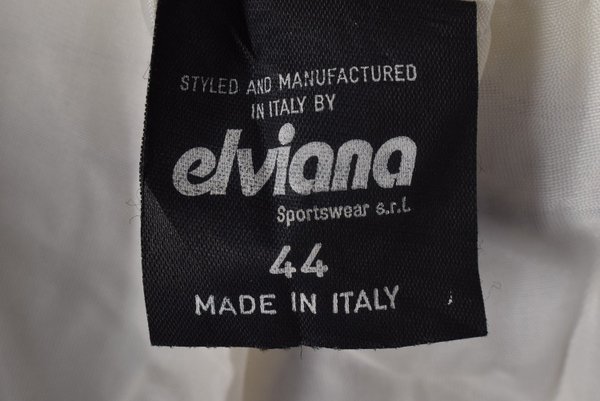 STYLED AND MANUFACTURED
IN ITALY BY
elviana
Sportswear s.r.l.
44
MADE IN ITALY